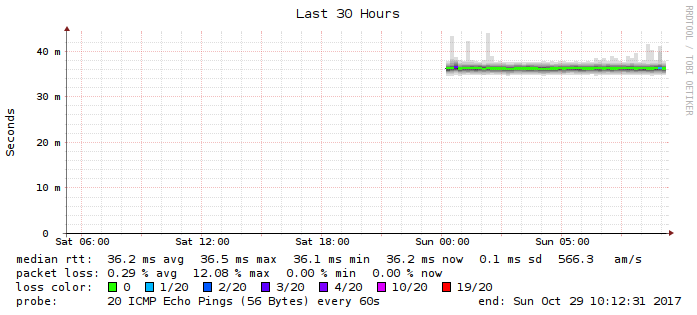 Last 30 Hours
RRDTOOL / TOBI OETIKER
Seconds
40 m
30 m
20 m
10 m
0
Sat 06:00 Sat 12:00 Sat 18:00 Sun 00:00 Sun 05:00
median rtt: 36.2 ms avg 36.5 ms max 36.1 ms min 36.2 ms now 0.1 ms sd 566.3 am/s
packet loss: 0.29 % avg 12.08 % max 0.00 % min 0.00 % now
loss color: 0 1/20 2/20 3/20 4/20 10/20 19/20
probe: 20 ICMP Echo Pings (56 Bytes) every 60s end: Sun Oct 29 10:12:31 2017